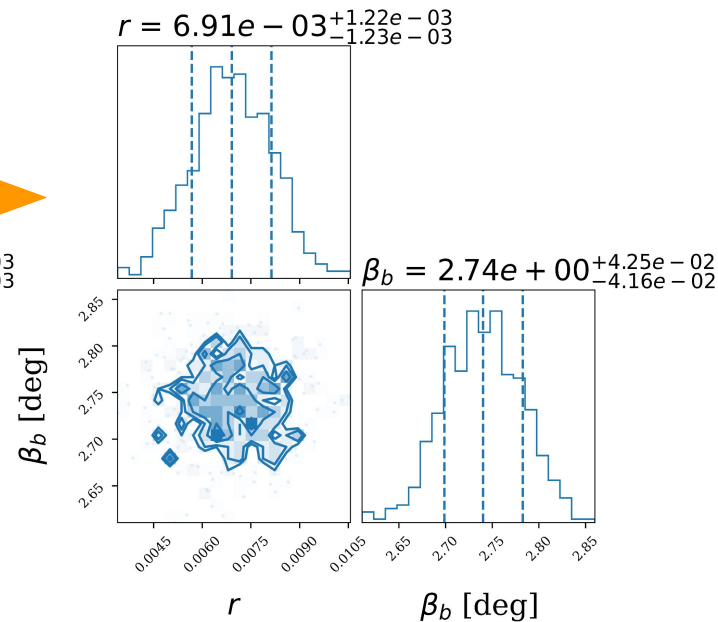 r = 6.91e − 03 +1.22e − 03 −1.23e − 03
03
03
β_b = 2.74e + 00 +4.25e − 02 −4.16e − 02
2.85
2.80
2.75
2.70
2.65
β_b [deg]
0.0045 0.0060 0.0075 0.0090 0.0105
2.65 2.70 2.75 2.80 2.85
r
β_b [deg]